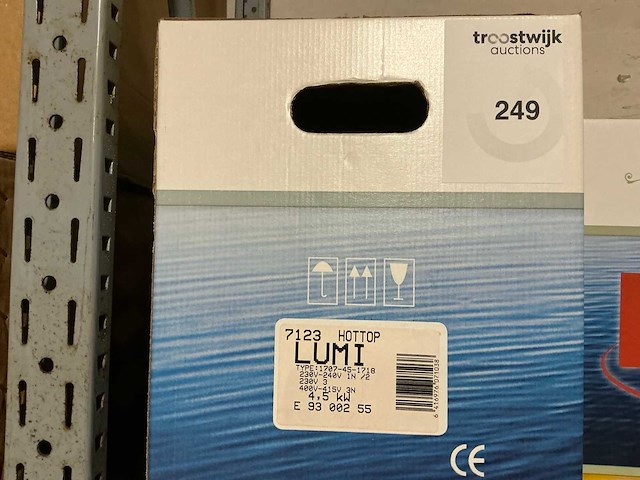 troostwijk
auctions
249
7123 HOTTOP
LUMI
TYPE:1707-45-1718
230V-240V 1N /2
230V 3
400V-415V 3N
4,5 kW
E 93 002 55
6416976071038
CE